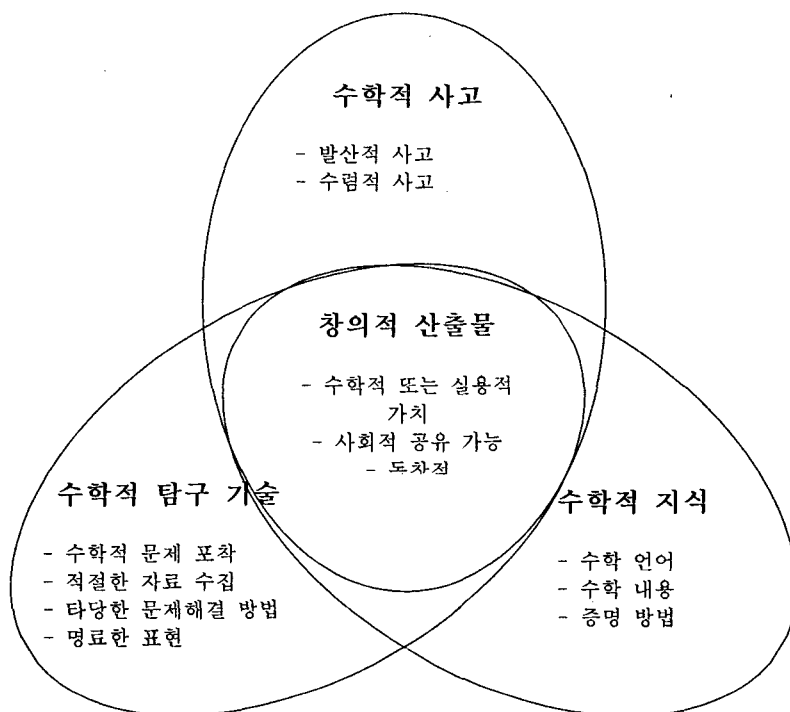 수학적 사고
- 발산적 사고
- 수렴적 사고
창의적 산출물
- 수학적 또는 실용적
가치
- 사회적 공유 가능
- 독창적
수학적 탐구 기술
- 수학적 문제 포착
- 적절한 자료 수집
- 타당한 문제해결 방법
- 명료한 표현
수학적 지식
- 수학 언어
- 수학 내용
- 증명 방법